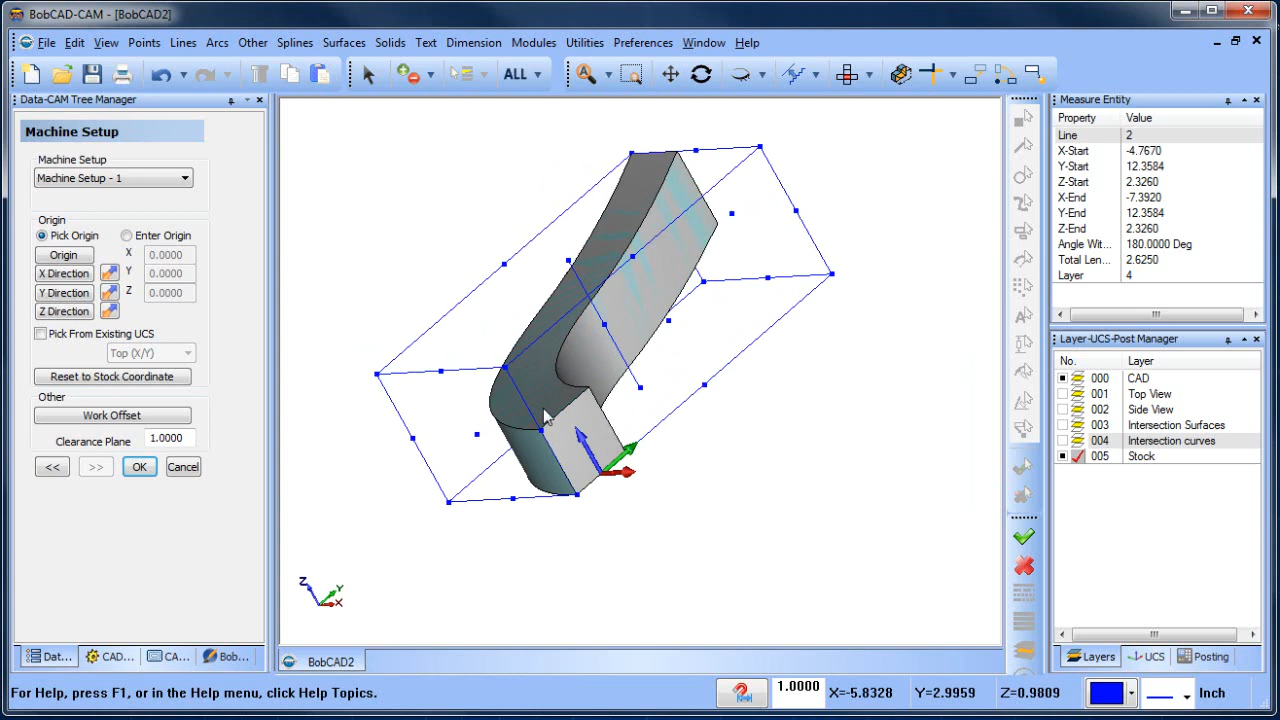 BobCAD-CAM - [BobCAD2]
File Edit View Points Lines Arcs Other Splines Surfaces Solids Text Dimension Modules Utilities Preferences Window Help
ALL
Data-CAM Tree Manager
Machine Setup
Machine Setup
Machine Setup - 1
Origin
Pick Origin Enter Origin
Origin X 0.0000
X Direction Y 0.0000
Y Direction Z 0.0000
Z Direction
Pick From Existing UCS
Top (X/Y)
Reset to Stock Coordinate
Other
Work Offset
Clearance Plane 1.0000
<< >> OK Cancel
Dat... CAD... CA... Bob...
Z Y X
BobCAD2
Measure Entity
Property Value
Line 2
X-Start -4.7670
Y-Start 12.3584
Z-Start 2.3260
X-End -7.3920
Y-End 12.3584
Z-End 2.3260
Angle Wit... 180.0000 Deg
Total Len... 2.6250
Layer 4
Layer-UCS-Post Manager
No. Layer
000 CAD
001 Top View
002 Side View
003 Intersection Surfaces
004 Intersection curves
005 Stock
Layers UCS Posting
For Help, press F1, or in the Help menu, click Help Topics. 1.0000 X=-5.8328 Y=2.9959 Z=0.9809 Inch